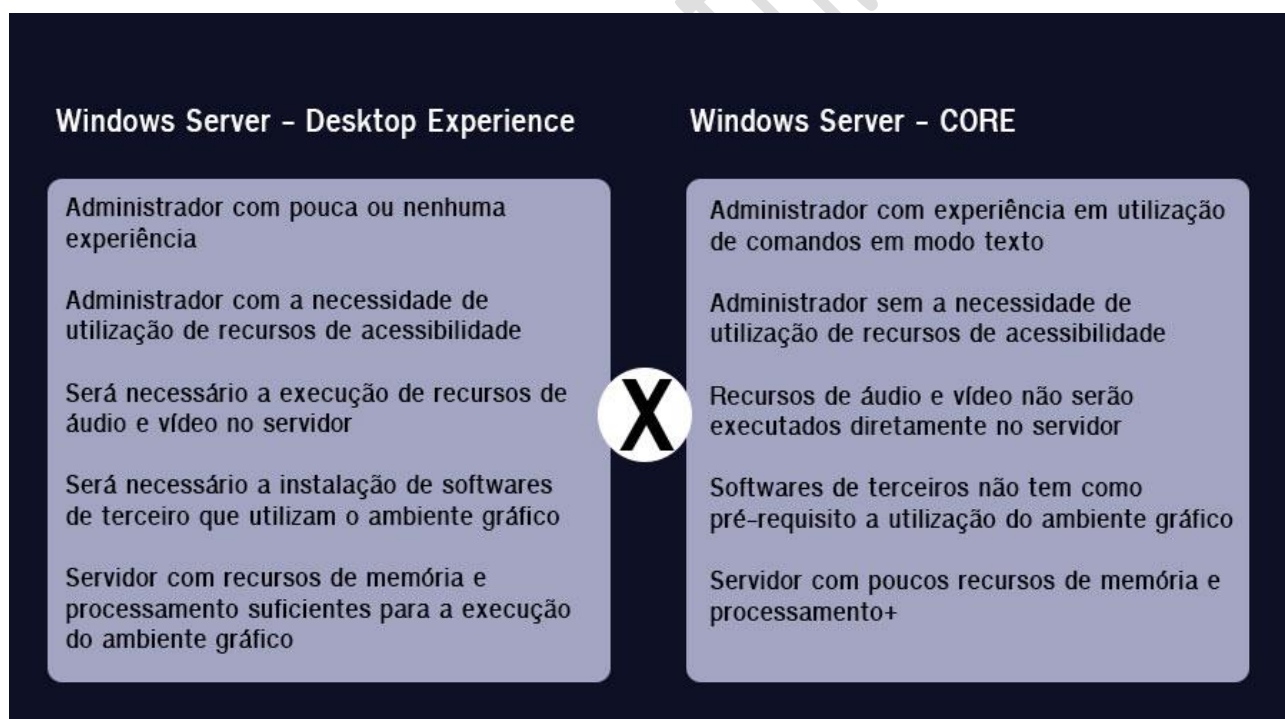 Windows Server - Desktop Experience
Administrador com pouca ou nenhuma
experiência
Administrador com a necessidade de
utilização de recursos de acessibilidade
Será necessário a execução de recursos de
áudio e vídeo no servidor
Será necessário a instalação de softwares
de terceiro que utilizam o ambiente gráfico
Servidor com recursos de memória e
processamento suficientes para a execução
do ambiente gráfico
X
Windows Server - CORE
Administrador com experiência em utilização
de comandos em modo texto
Administrador sem a necessidade de
utilização de recursos de acessibilidade
Recursos de áudio e vídeo não serão
executados diretamente no servidor
Softwares de terceiros não tem como
pré-requisito a utilização do ambiente gráfico
Servidor com poucos recursos de memória e
processamento+